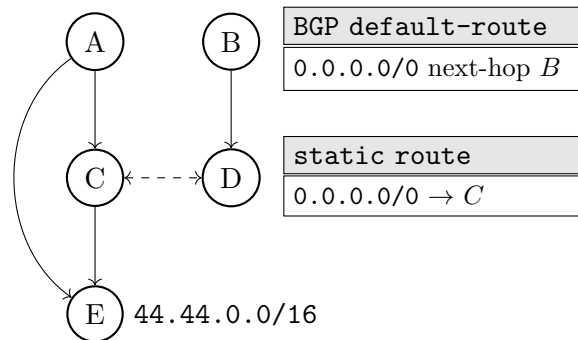 A
B
BGP default-route
0.0.0.0/0 next-hop B
C
D
static route
0.0.0.0/0 → C
E
44.44.0.0/16